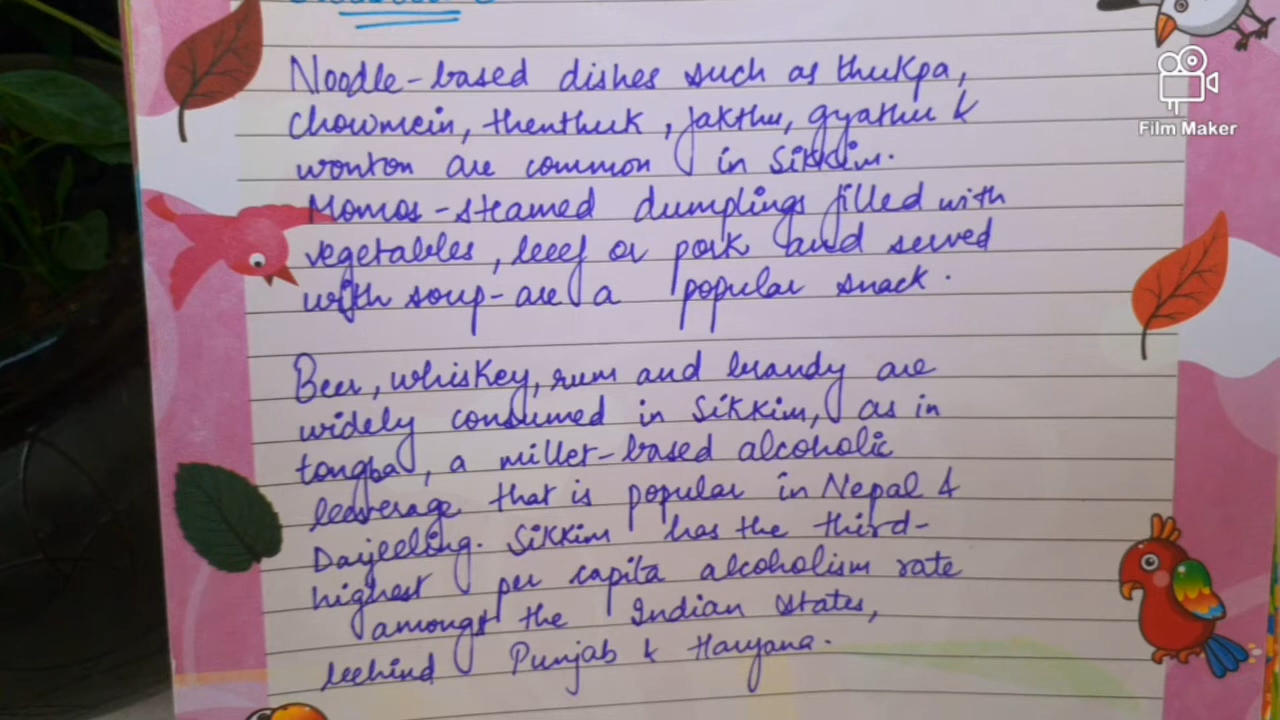 Noodle-based dishes such as thukpa,
chowmein, thenthuk, fakthu, gyathu &
wonton are common in Sikkim.
Momos-steamed dumplings filled with
vegetables, beef or pork and served
with soup-are a popular snack.
Beer, whiskey, rum and brandy are
widely consumed in Sikkim, as in
tongba, a millet-based alcoholic
beaverage that is popular in Nepal &
Darjeeling. Sikkim has the third-
highest per capita alcoholism rate
amongst the Indian states,
behind Punjab & Haryana.
Film Maker